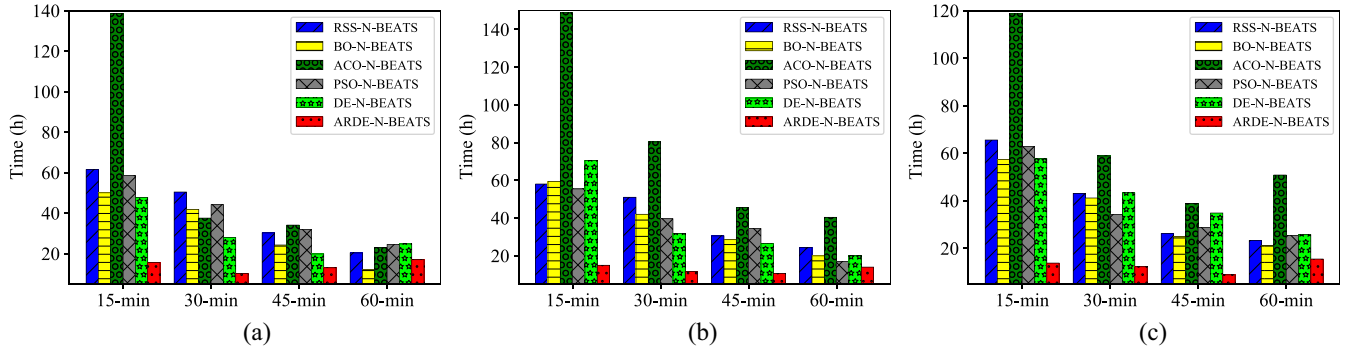 140
120
100
80
60
40
20
Time (h)
RSS-N-BEATS
BO-N-BEATS
ACO-N-BEATS
PSO-N-BEATS
DE-N-BEATS
ARDE-N-BEATS
15-min 30-min 45-min 60-min
(a)
140
120
100
80
60
40
20
Time (h)
RSS-N-BEATS
BO-N-BEATS
ACO-N-BEATS
PSO-N-BEATS
DE-N-BEATS
ARDE-N-BEATS
15-min 30-min 45-min 60-min
(b)
120
100
80
60
40
20
Time (h)
RSS-N-BEATS
BO-N-BEATS
ACO-N-BEATS
PSO-N-BEATS
DE-N-BEATS
ARDE-N-BEATS
15-min 30-min 45-min 60-min
(c)